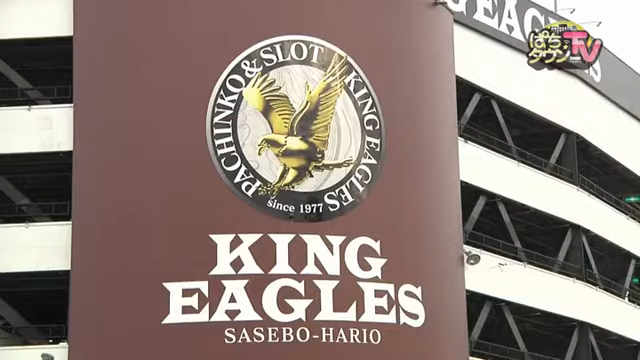 PACHINKO & SLOT KING EAGLES
since 1977
KING
EAGLES
SASEBO-HARIO
EAGLES
ぱち
タウンTV